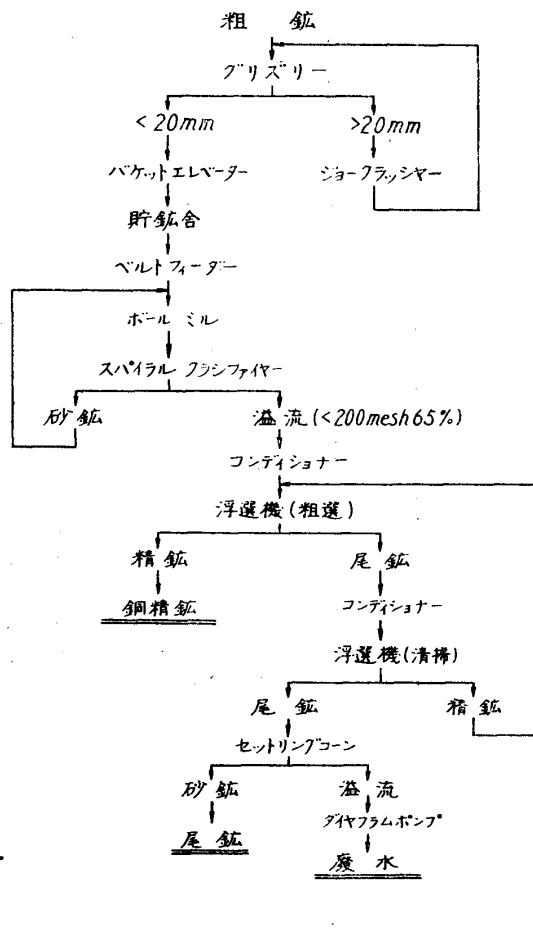 粗 鉱
グリズリー
<20mm >20mm
バケットエレベーター ジョークラッシャー
貯鉱舎
ベルトフィーダー
ボールミル
スパイラルクラシファイヤー
砂鉱 溢流(<200mesh65%)
コンディショナー
浮選機(粗選)
精鉱 尾鉱
銅精鉱 コンディショナー
浮選機(清掃)
尾鉱 精鉱
セットリングコーン
砂鉱 溢流
ダイヤフラムポンプ
尾鉱
廢水